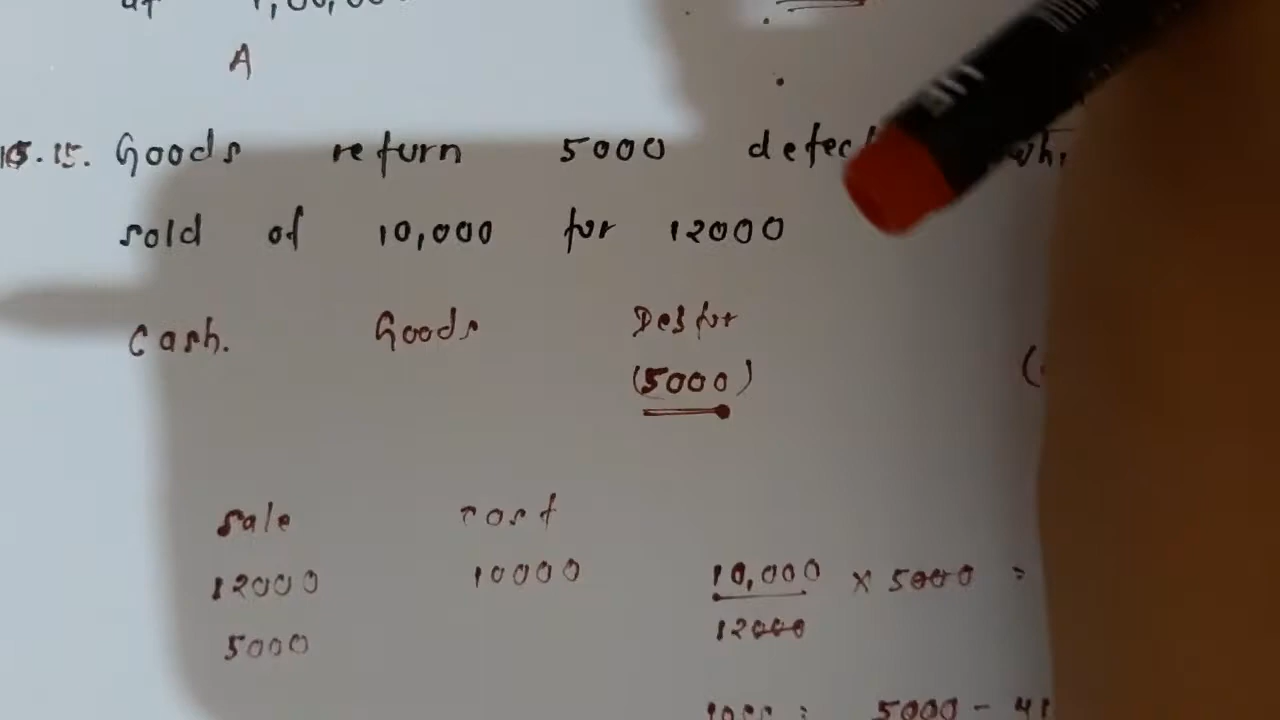 A
15. Goods return 5000 defec
sold of 10,000 for 12000
Cash. Goods
(5000)
sale cost
12000 10000 10,000 × 5000 =
5000 12000
5000 -